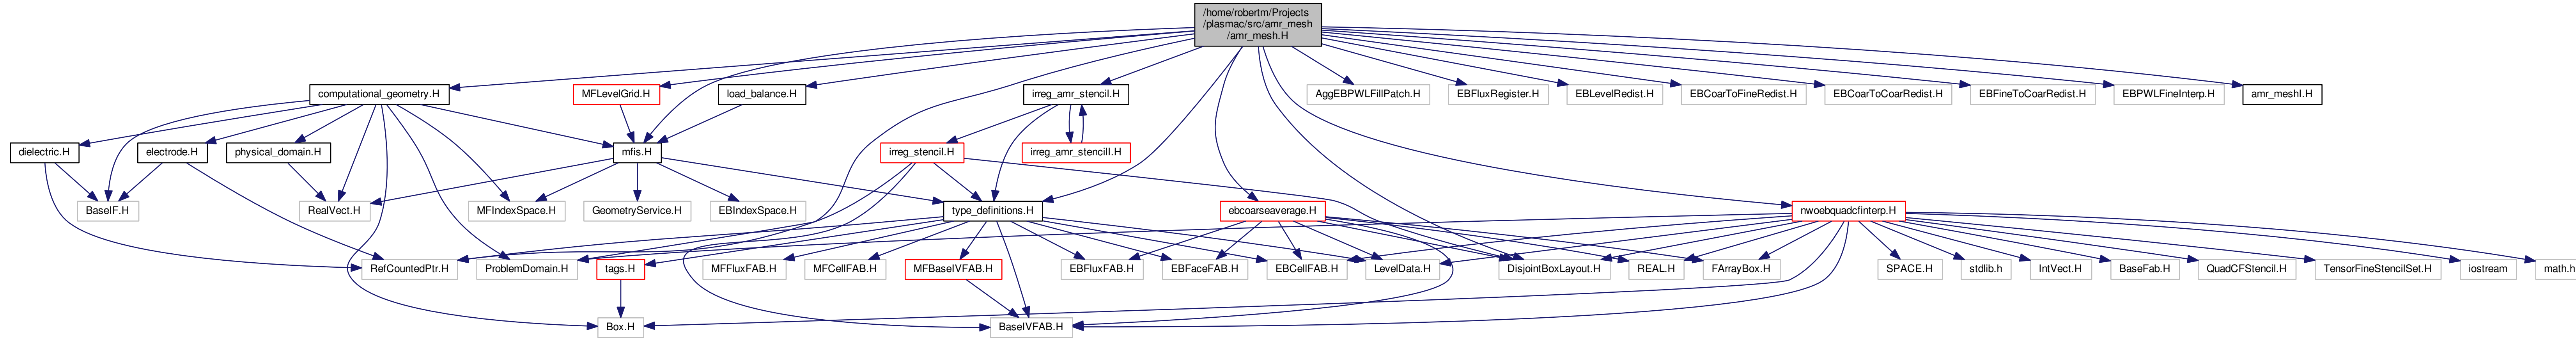 /home/robertm/Projects
/plasmac/src/amr_mesh
/amr_mesh.H
computational_geometry.H
MFLevelGrid.H
load_balance.H
irreg_amr_stencil.H
AggEBPWLFillPatch.H
EBFluxRegister.H
EBLevelRedist.H
EBCoarToFineRedist.H
EBCoarToCoarRedist.H
EBFineToCoarRedist.H
EBPWLFineInterp.H
amr_meshI.H
dielectric.H
electrode.H
physical_domain.H
mfis.H
irreg_stencil.H
irreg_amr_stencilI.H
BaseIF.H
RealVect.H
MFIndexSpace.H
GeometryService.H
EBIndexSpace.H
type_definitions.H
ebcoarseaverage.H
nwoebquadcfinterp.H
RefCountedPtr.H
ProblemDomain.H
tags.H
MFFluxFAB.H
MFCellFAB.H
MFBaseIVFAB.H
EBFluxFAB.H
EBFaceFAB.H
EBCellFAB.H
LevelData.H
DisjointBoxLayout.H
REAL.H
FArrayBox.H
SPACE.H
stdlib.h
IntVect.H
BaseFab.H
QuadCFStencil.H
TensorFineStencilSet.H
iostream
math.h
Box.H
BaseIVFAB.H